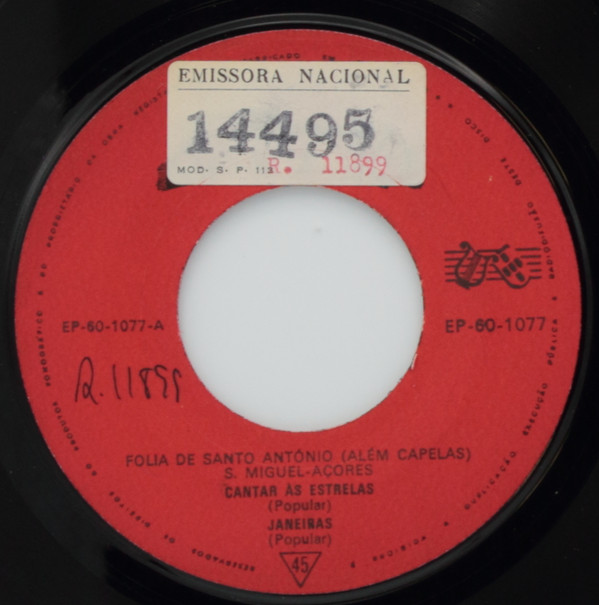 EMISSORA NACIONAL
14495
MOD. S. P. 113 R. 11899
EP-60-1077-A
EP-60-1077
R. 11899
FOLIA DE SANTO ANTÓNIO (ALÉM CAPELAS)
S. MIGUEL-AÇORES
CANTAR ÀS ESTRELAS
(Popular)
JANEIRAS
(Popular)
45